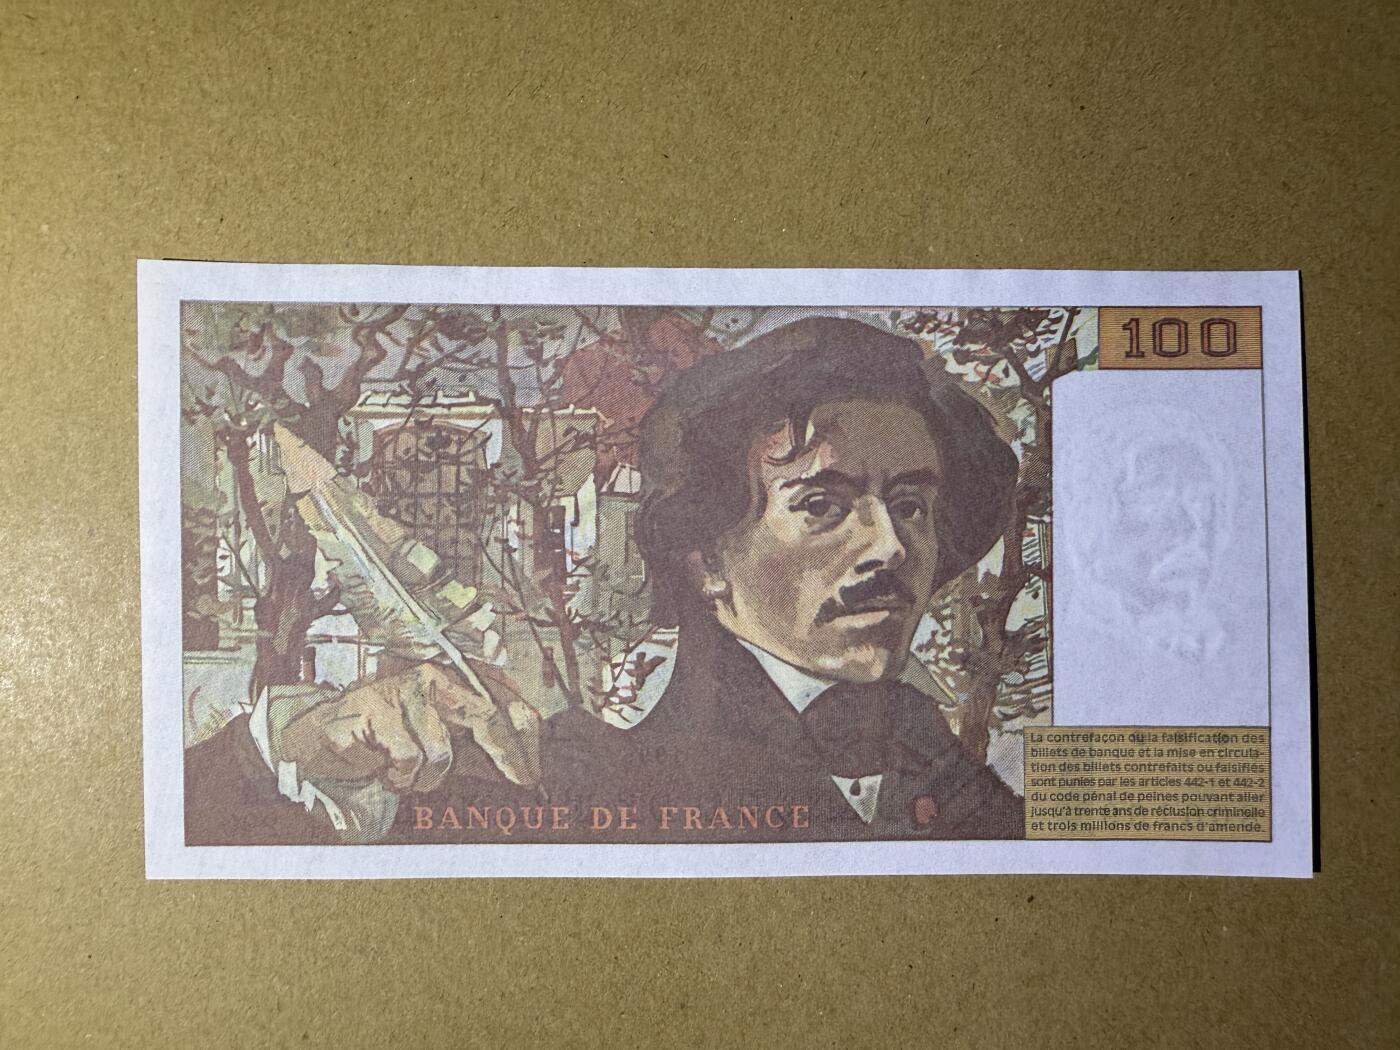 100
La contrefaçon ou la falsification des
billets de banque et la mise en circula-
tion des billets contrefaits ou falsifiés
sont punies par les articles 442-1 et 442-2
du code pénal de peines pouvant aller
jusqu'à trente ans de réclusion criminelle
et trois millions de francs d'amende.
BANQUE DE FRANCE